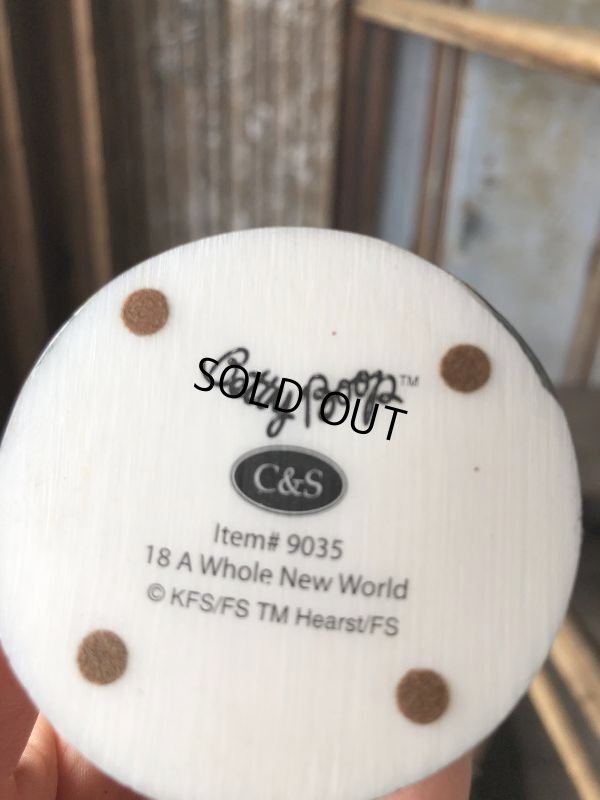 Betty Boop™
SOLD OUT
C&S
Item# 9035
18 A Whole New World
© KFS/FS TM Hearst/FS